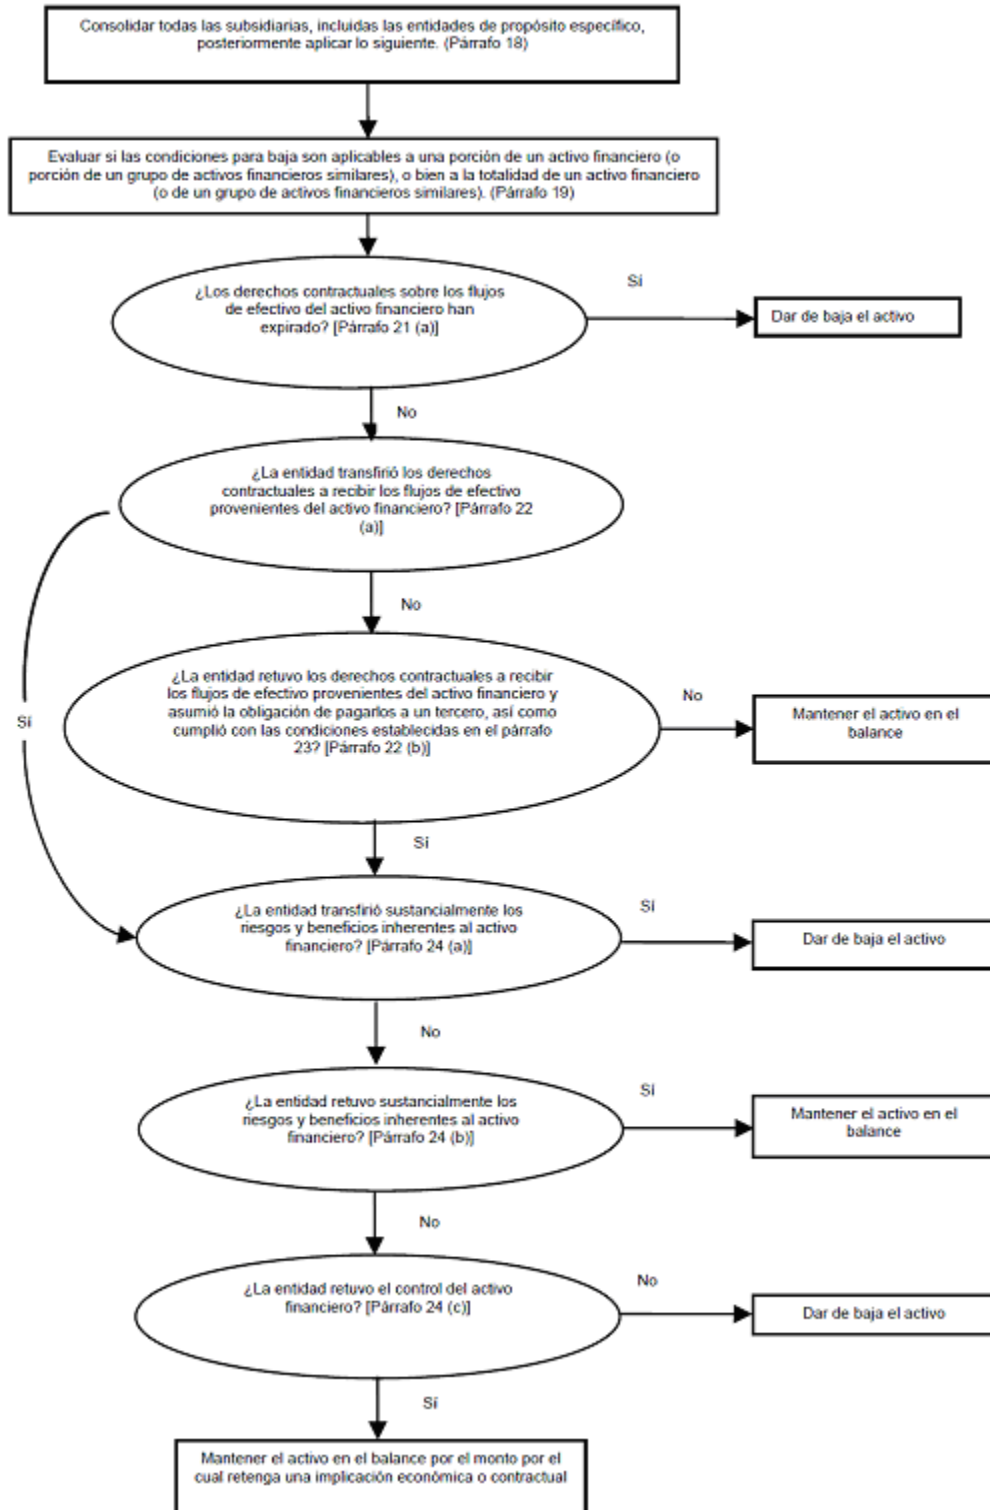 Consolidar todas las subsidiarias, incluidas las entidades de propósito específico,
posteriormente aplicar lo siguiente. (Párrafo 18)
Evaluar si las condiciones para baja son aplicables a una porción de un activo financiero (o
porción de un grupo de activos financieros similares), o bien a la totalidad de un activo financiero
(o de un grupo de activos financieros similares). (Párrafo 19)
¿Los derechos contractuales sobre los flujos
de efectivo del activo financiero han
expirado? [Párrafo 21 (a)]
Sí
Dar de baja el activo
No
¿La entidad transfirió los derechos
contractuales a recibir los flujos de efectivo
provenientes del activo financiero? [Párrafo 22
(a)]
No
¿La entidad retuvo los derechos contractuales a recibir
los flujos de efectivo provenientes del activo financiero y
asumió la obligación de pagarlos a un tercero, así como
cumplió con las condiciones establecidas en el párrafo
23? [Párrafo 22 (b)]
No
Mantener el activo en el
balance
Sí
Sí
¿La entidad transfirió sustancialmente los
riesgos y beneficios inherentes al activo
financiero? [Párrafo 24 (a)]
Sí
Dar de baja el activo
No
¿La entidad retuvo sustancialmente los
riesgos y beneficios inherentes al activo
financiero? [Párrafo 24 (b)]
Sí
Mantener el activo en el
balance
No
¿La entidad retuvo el control del activo
financiero? [Párrafo 24 (c)]
No
Dar de baja el activo
Sí
Mantener el activo en el balance por el monto por el
cual retenga una implicación económica o contractual